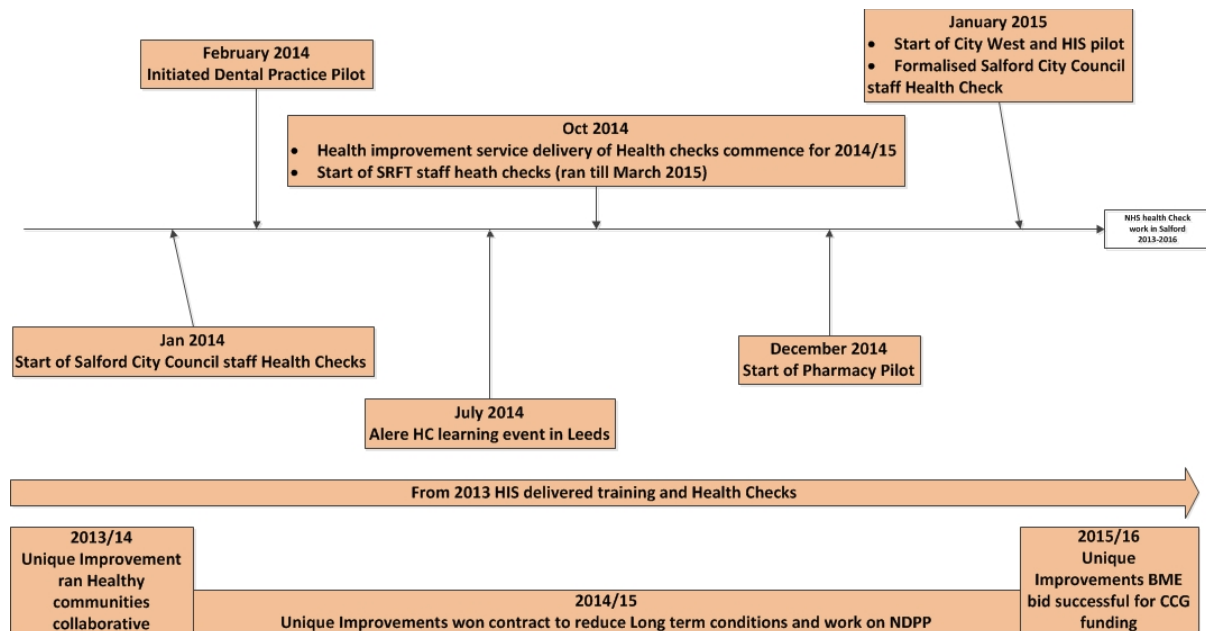 February 2014
Initiated Dental Practice Pilot
January 2015
• Start of City West and HIS pilot
• Formalised Salford City Council
staff Health Check
Oct 2014
• Health improvement service delivery of Health checks commence for 2014/15
• Start of SRFT staff heath checks (ran till March 2015)
NHS health Check
work in Salford
2013-2016
Jan 2014
Start of Salford City Council staff Health Checks
December 2014
Start of Pharmacy Pilot
July 2014
Alere HC learning event in Leeds
From 2013 HIS delivered training and Health Checks
2013/14
Unique Improvement
ran Healthy
communities
collaborative
2014/15
Unique Improvements won contract to reduce Long term conditions and work on NDPP
2015/16
Unique
Improvements BME
bid successful for CCG
funding